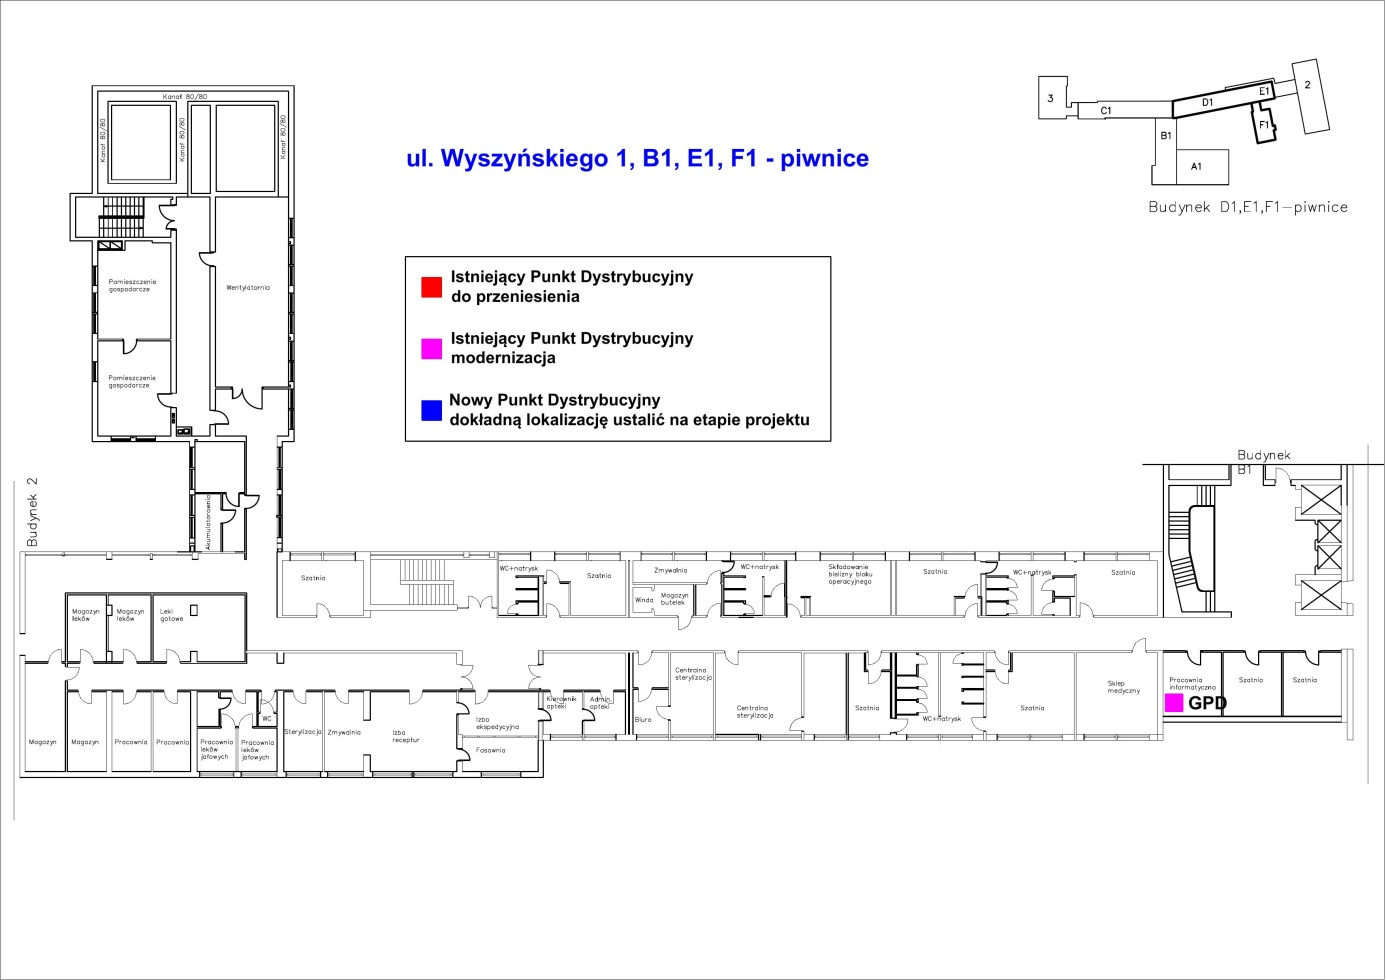 Kanał 80/80
Kanał 80/80
Kanał 80/80
Kanał 80/80
ul. Wyszyńskiego 1, B1, E1, F1 - piwnice
3
C1
D1
E1
2
B1
F1
A1
Budynek D1,E1,F1-piwnice
Pomieszczenie
gospodarcze
Wentylatornia
Pomieszczenie
gospodarcze
Istniejący Punkt Dystrybucyjny
do przeniesienia
Istniejący Punkt Dystrybucyjny
modernizacja
Nowy Punkt Dystrybucyjny
dokładną lokalizację ustalić na etapie projektu
Budynek 2
Akumulatorownia
Budynek
B1
Szatnia
WC+natrysk
Szatnia
Zmywalnia
Winda
Magazyn
butelek
WC+natrysk
Składowanie
bielizny bloku
operacyjnego
Szatnia
WC+natrysk
Szatnia
Magazyn
leków
Magazyn
leków
Leki
gotowe
Magazyn
Magazyn
Pracownia
Pracownia
Pracownia
leków
jałowych
Pracownia
leków
jałowych
WC
Sterylizacja
Zmywalnia
Izba
receptur
Izba
ekspedycyjna
Fasownia
Kierownik
apteki
Admin.
apteki
Biuro
Centralna
sterylizacja
Centralna
sterylizacja
Szatnia
WC+natrysk
Szatnia
Sklep
medyczny
Pracownia
informatyczna
GPD
Szatnia
Szatnia